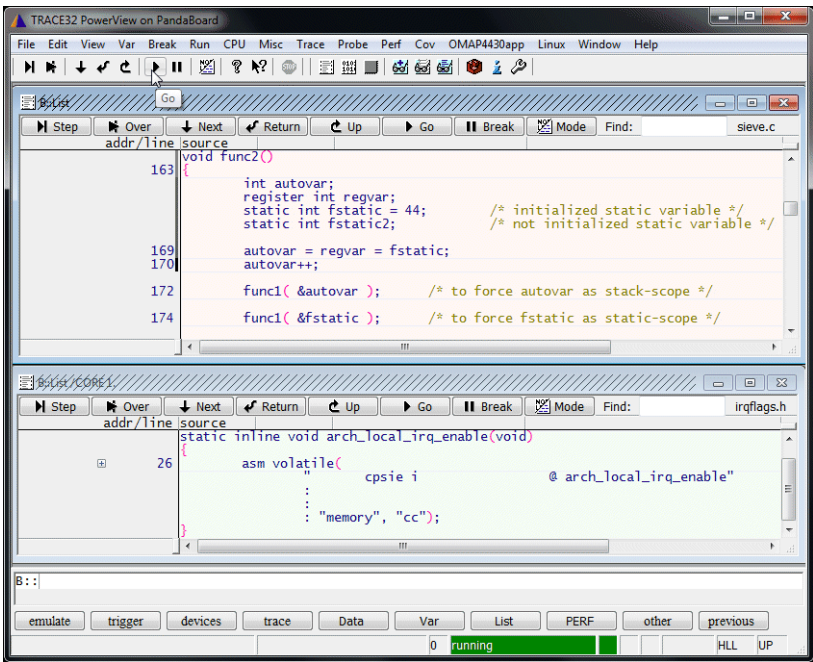 TRACE32 PowerView on PandaBoard
File Edit View Var Break Run CPU Misc Trace Probe Perf Cov OMAP4430app Linux Window Help
Go
B::List
Step Over Next Return Up Go Break Mode Find: sieve.c
addr/line source
void func2()
163 {
int autovar;
register int regvar;
static int fstatic = 44; /* initialized static variable */
static int fstatic2; /* not initialized static variable */
169 autovar = regvar = fstatic;
170 autovar++;
172 func1( &autovar ); /* to force autovar as stack-scope */
174 func1( &fstatic ); /* to force fstatic as static-scope */
B::List /CORE 1.
Step Over Next Return Up Go Break Mode Find: irqflags.h
addr/line source
static inline void arch_local_irq_enable(void)
{
26 asm volatile(
" cpsie i @ arch_local_irq_enable"
:
:
: "memory", "cc");
}
B::
emulate trigger devices trace Data Var List PERF other previous
0 running HLL UP